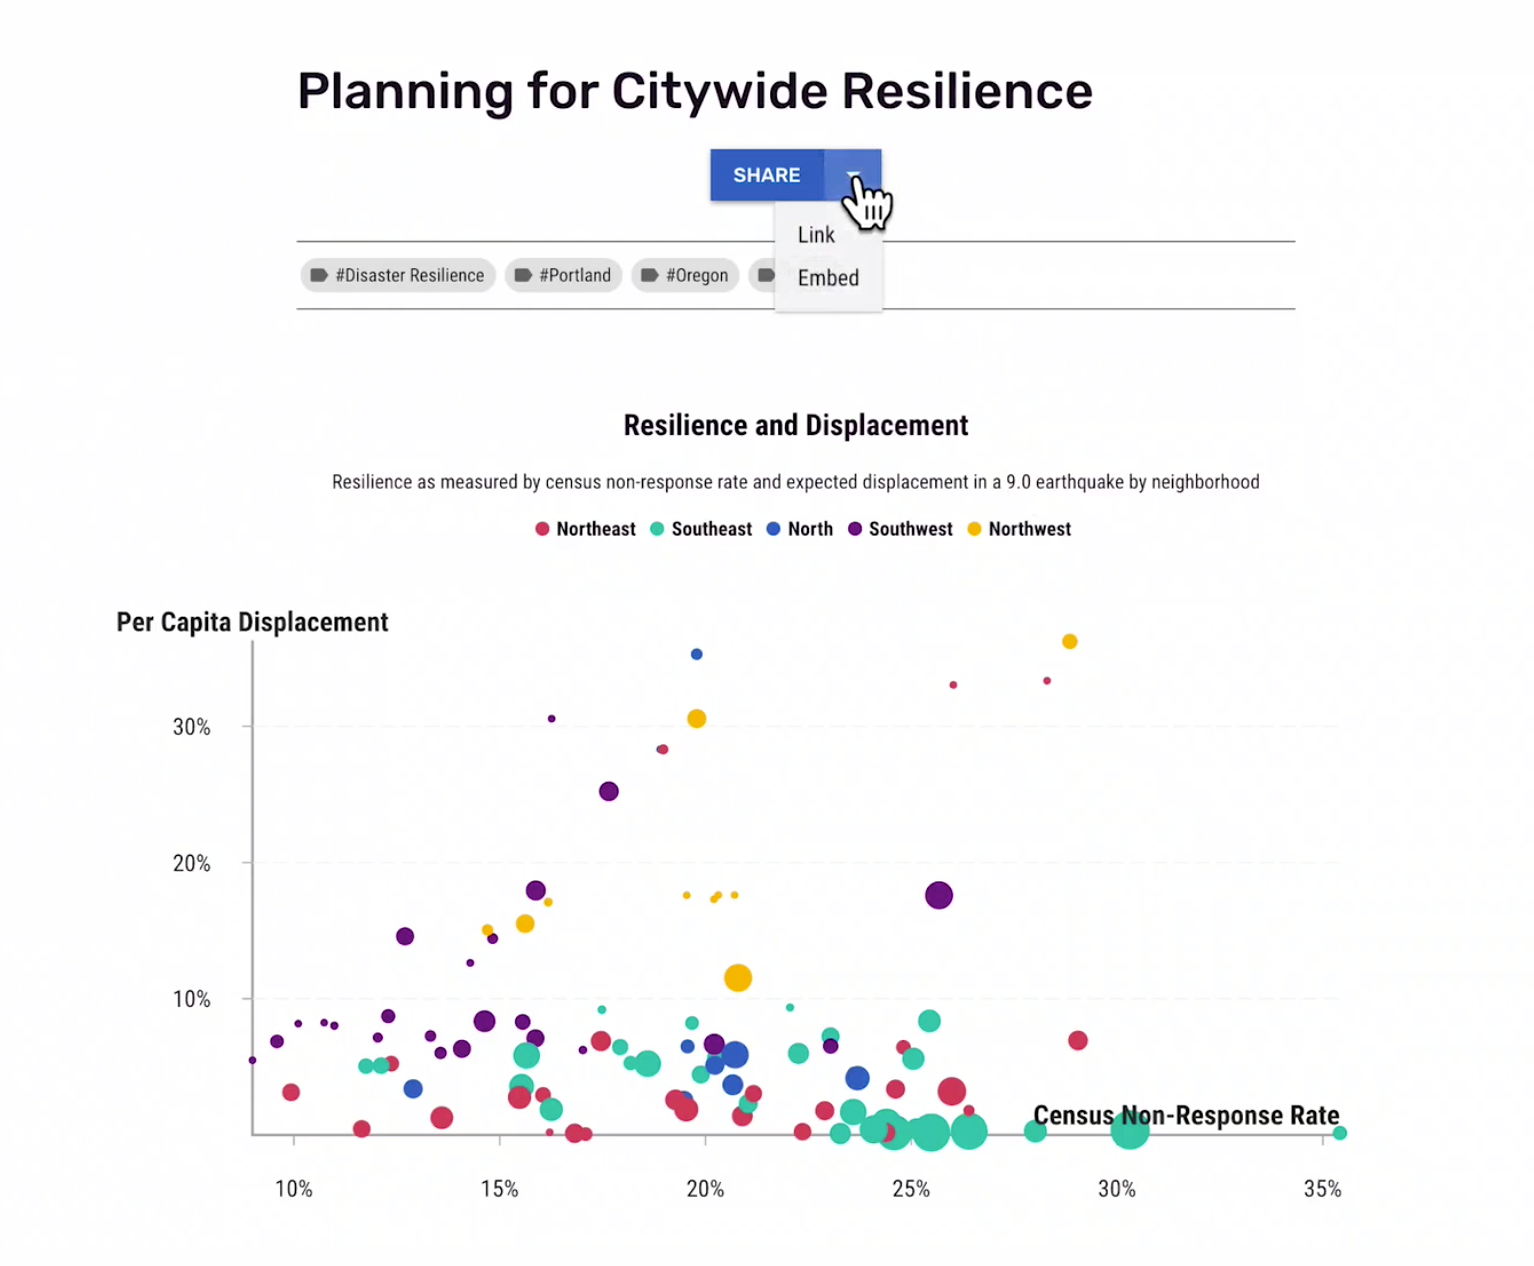 Planning for Citywide Resilience
SHARE
Link
Embed
#Disaster Resilience #Portland #Oregon
Resilience and Displacement
Resilience as measured by census non-response rate and expected displacement in a 9.0 earthquake by neighborhood
Northeast Southeast North Southwest Northwest
Per Capita Displacement
30%
20%
10%
Census Non-Response Rate
10% 15% 20% 25% 30% 35%